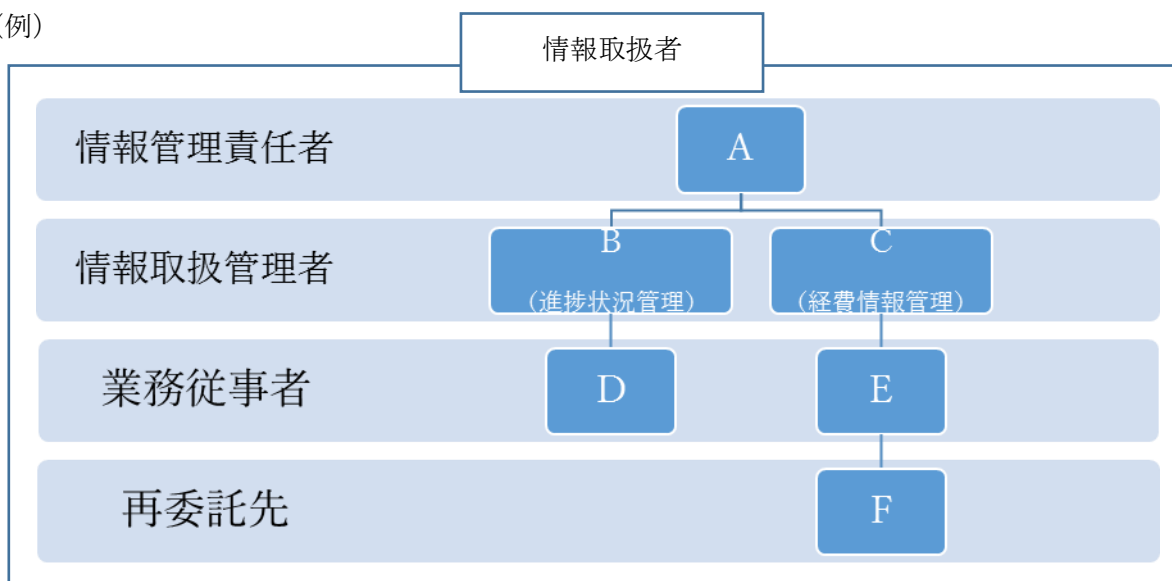 (例)
情報取扱者
情報管理責任者
A
情報取扱管理者
B
(進捗状況管理)
C
(経費情報管理)
業務従事者
D
E
再委託先
F